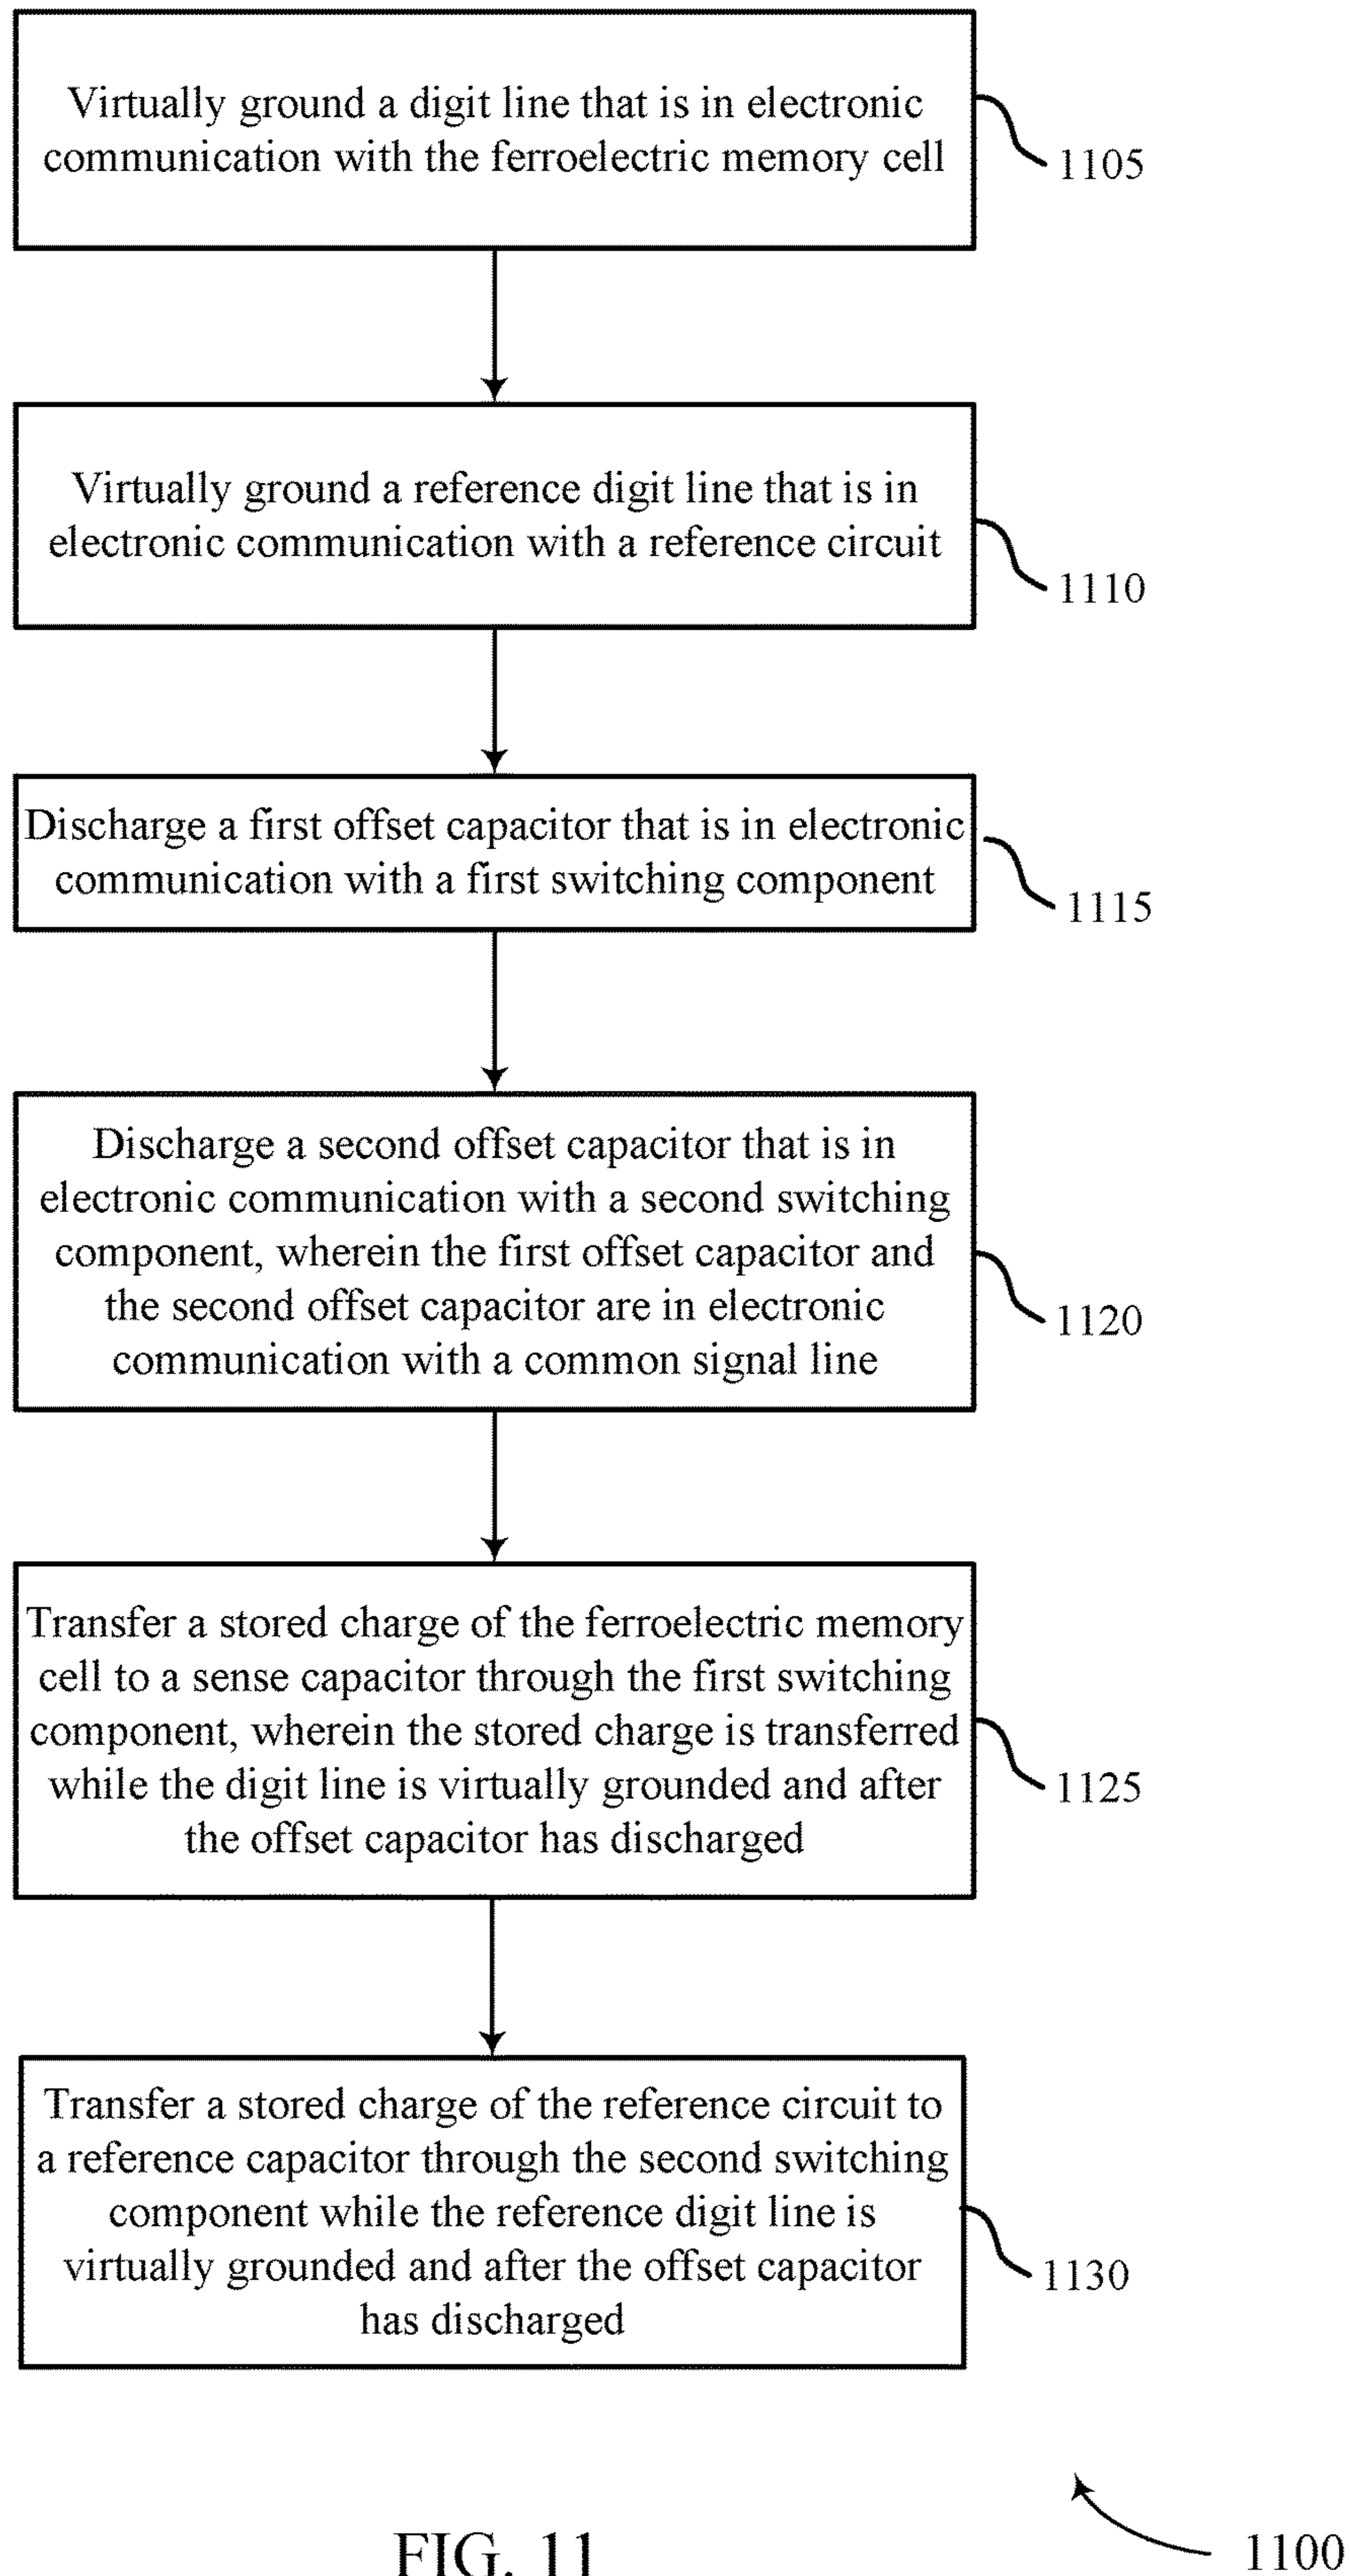 Virtually ground a digit line that is in electronic
communication with the ferroelectric memory cell
1105
Virtually ground a reference digit line that is in
electronic communication with a reference circuit
1110
Discharge a first offset capacitor that is in electronic
communication with a first switching component
1115
Discharge a second offset capacitor that is in
electronic communication with a second switching
component, wherein the first offset capacitor and
the second offset capacitor are in electronic
communication with a common signal line
1120
Transfer a stored charge of the ferroelectric memory
cell to a sense capacitor through the first switching
component, wherein the stored charge is transferred
while the digit line is virtually grounded and after
the offset capacitor has discharged
1125
Transfer a stored charge of the reference circuit to
a reference capacitor through the second switching
component while the reference digit line is
virtually grounded and after the offset capacitor
has discharged
1130
FIG. 11
1100